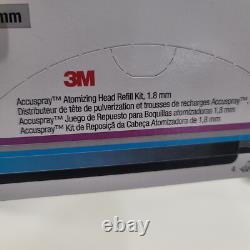 mm
3M
Accuspray™ Atomizing Head Refill Kit, 1.8 mm
Distributeur de tête de pulverization et trousses de recharges Accuspray™,
Accuspray™ Juego de Repuesto para Boquillas atomizadoras 1,8 mm
Accuspray™ Kit de Reposiçã da Cabeça Atomizadora de 1,8 mm